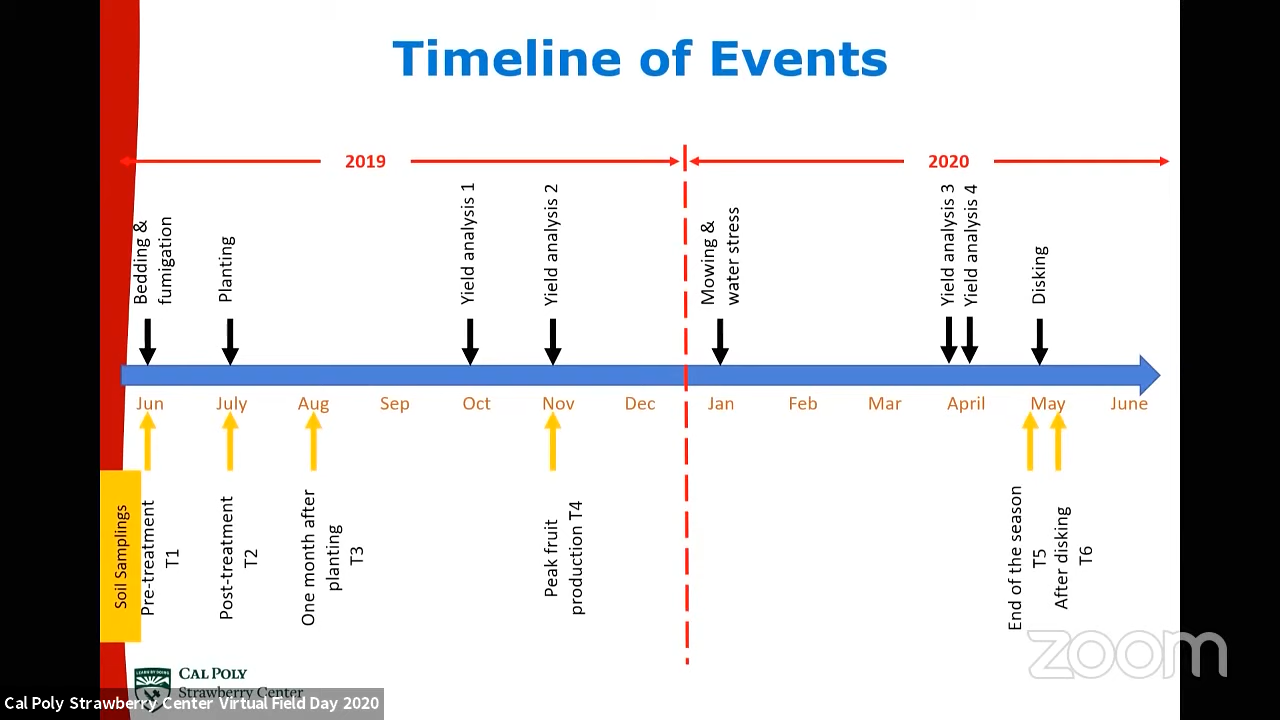 Timeline of Events
2019
2020
Bedding &
fumigation
Planting
Yield analysis 1
Yield analysis 2
Mowing &
water stress
Yield analysis 3
Yield analysis 4
Disking
Jun
July
Aug
Sep
Oct
Nov
Dec
Jan
Feb
Mar
April
May
June
Soil Samplings
Pre-treatment
T1
Post-treatment
T2
One month after
planting
T3
Peak fruit
production T4
End of the season
T5
After disking
T6
LEARN BY DOING
CAL POLY
Strawberry Center
Cal Poly Strawberry Center Virtual Field Day 2020
zoom